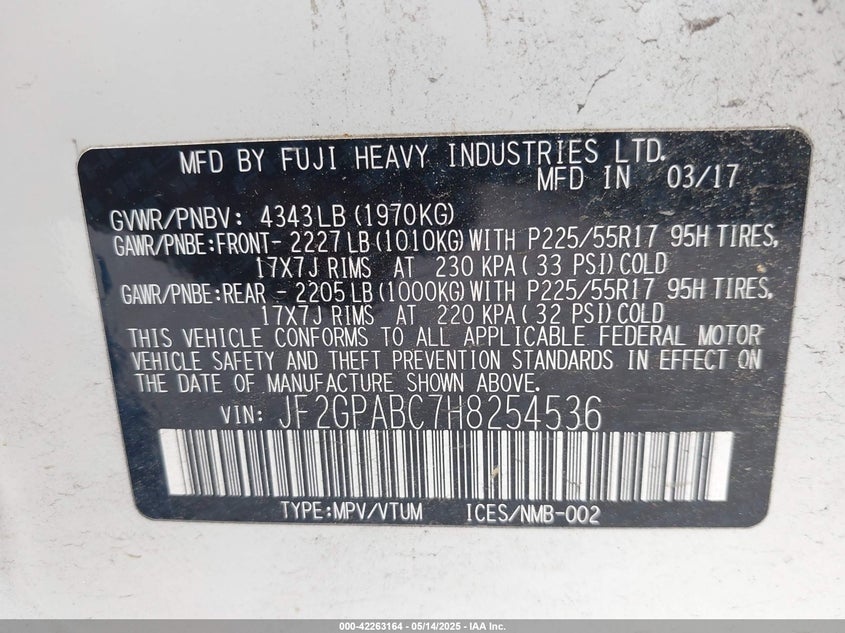 MFD BY FUJI HEAVY INDUSTRIES LTD.
MFD IN 03/17
GVWR/PNBV: 4343LB (1970KG)
GAWR/PNBE:FRONT- 2227LB (1010KG) WITH P225/55R17 95H TIRES,
17X7J RIMS AT 230 KPA (33 PSI) COLD
GAWR/PNBE:REAR - 2205LB (1000KG) WITH P225/55R17 95H TIRES,
17X7J RIMS AT 220 KPA (32 PSI) COLD
THIS VEHICLE CONFORMS TO ALL APPLICABLE FEDERAL MOTOR
VEHICLE SAFETY AND THEFT PREVENTION STANDARDS IN EFFECT ON
THE DATE OF MANUFACTURE SHOWN ABOVE.
VIN: JF2GPABC7H8254536
TYPE:MPV/VTUM ICES/NMB-002
000-42263164 - 05/14/2025 - IAA Inc.